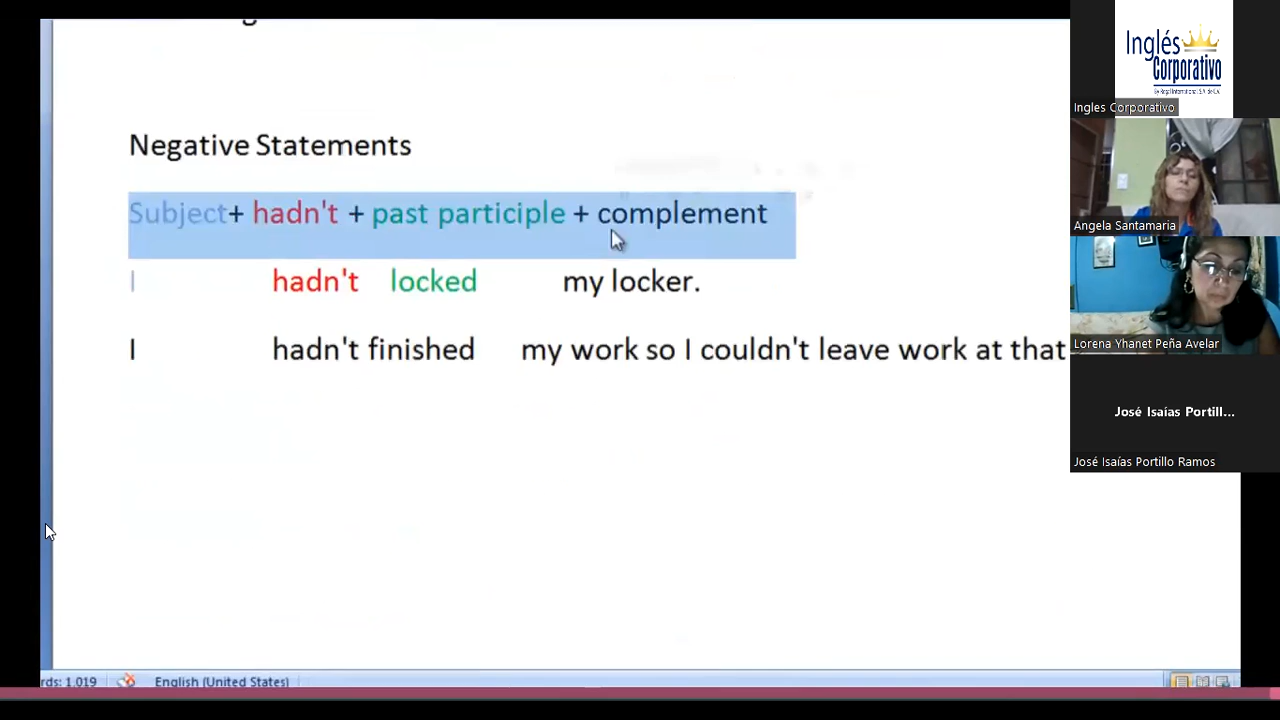 Negative Statements
Subject+ hadn't + past participle + complement
I hadn't locked my locker.
I hadn't finished my work so I couldn't leave work at that
rds: 1.019 English (United States)
Inglés
Corporativo
Ingles Corporativo
Angela Santamaria
Lorena Yhanet Peña Avelar
José Isaías Portill...
José Isaías Portillo Ramos